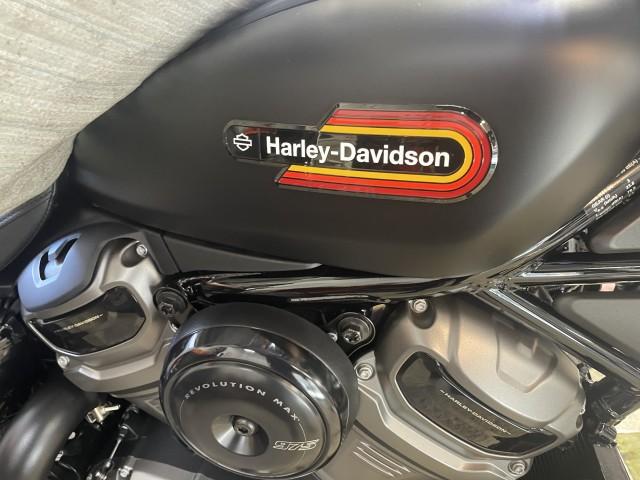 Harley-Davidson
HARLEY-DAVIDSON
REVOLUTION MAX
975
HARLEY-DAVIDSON